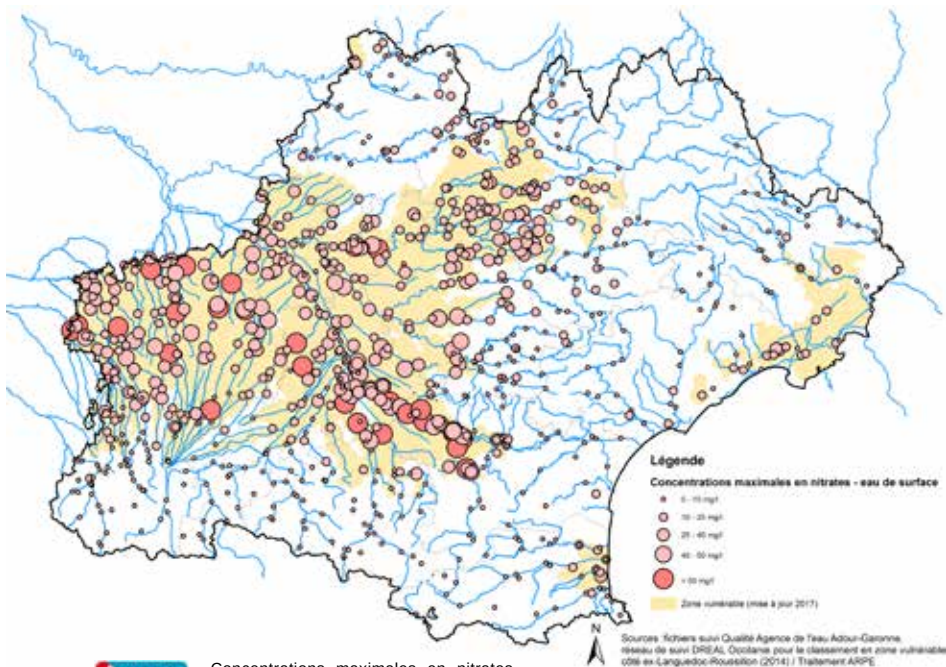 Légende
Concentrations maximales en nitrates - eau de surface
0 - 10 mg/l
10 - 25 mg/l
25 - 40 mg/l
40 - 50 mg/l
> 50 mg/l
Zone vulnérable (mise à jour 2017)
N
Sources: fichiers suivi Qualité Agence de l'eau Adour-Garonne,
réseau de suivi DREAL Occitanie pour le classement en zone vulnérable
côté ex-Languedoc-Roussillon (2014) / Traitement ARPE
Concentrations maximales en nitrates